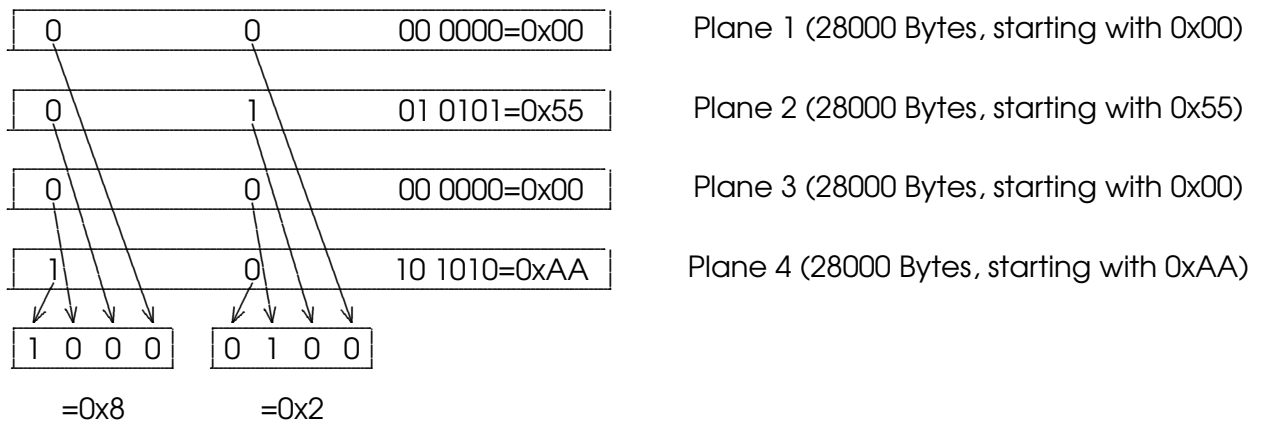 0 0 00 0000=0x00 Plane 1 (28000 Bytes, starting with 0x00)
0 1 01 0101=0x55 Plane 2 (28000 Bytes, starting with 0x55)
0 0 00 0000=0x00 Plane 3 (28000 Bytes, starting with 0x00)
1 0 10 1010=0xAA Plane 4 (28000 Bytes, starting with 0xAA)
1 0 0 0 0 1 0 0
=0x8 =0x2